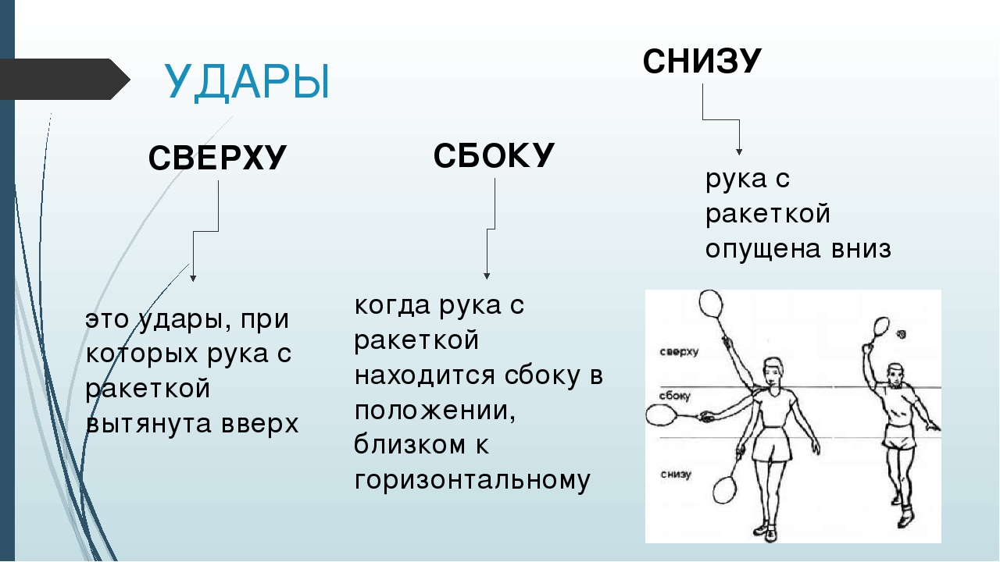 УДАРЫ
СВЕРХУ
это удары, при
которых рука с
ракеткой
вытянута вверх
СБОКУ
когда рука с
ракеткой
находится сбоку в
положении,
близком к
горизонтальному
СНИЗУ
рука с
ракеткой
опущена вниз
сверху
сбоку
снизу